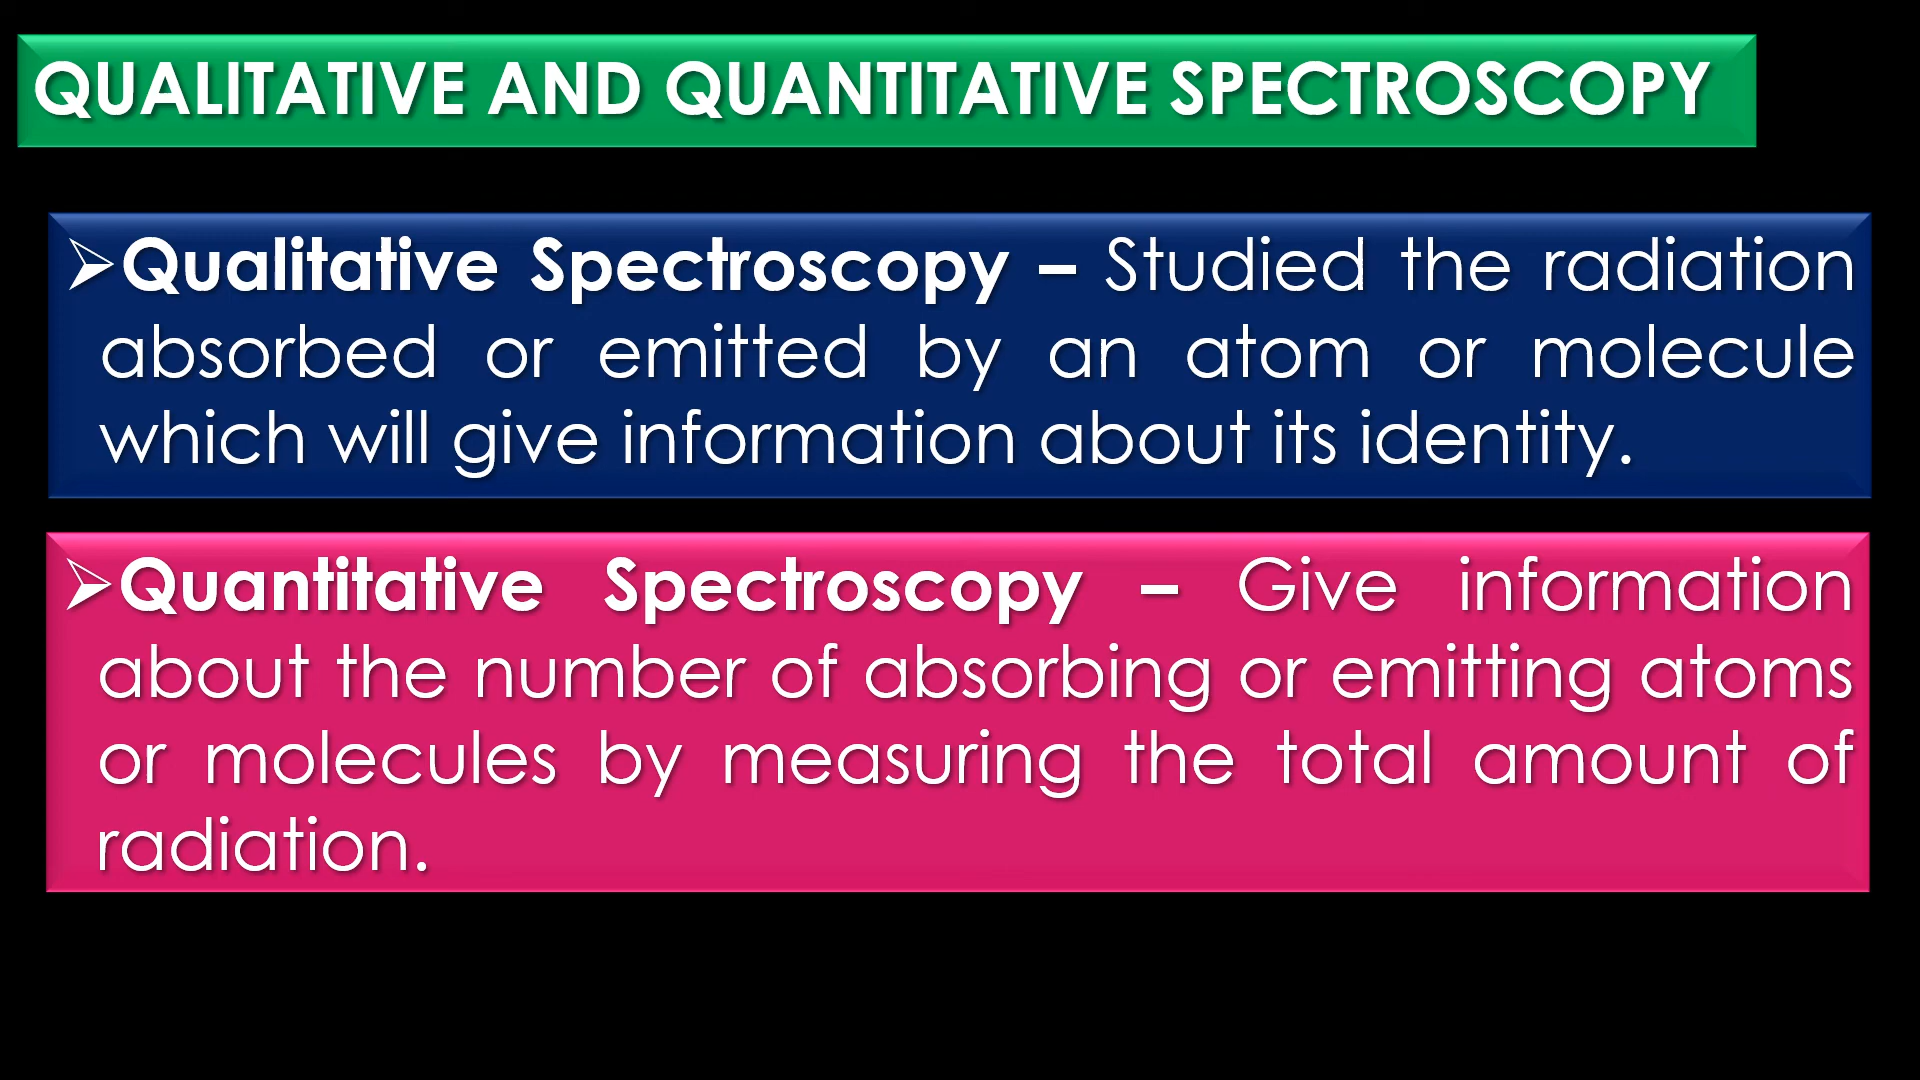 QUALITATIVE AND QUANTITATIVE SPECTROSCOPY
➢Qualitative Spectroscopy – Studied the radiation
absorbed or emitted by an atom or molecule
which will give information about its identity.
➢Quantitative Spectroscopy – Give information
about the number of absorbing or emitting atoms
or molecules by measuring the total amount of
radiation.